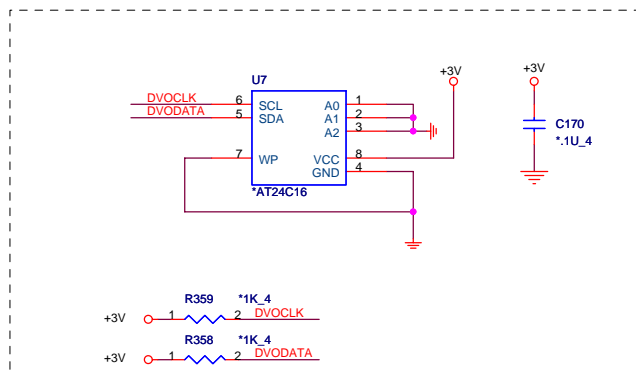 U7
+3V
+3V
DVOCLK 6 SCL A0 1
DVODATA 5 SDA A1 2
A2 3
C170
*.1U_4
7 WP VCC 8
GND 4
*AT24C16
R359 *1K_4
+3V 1 2 DVOCLK
R358 *1K_4
+3V 1 2 DVODATA